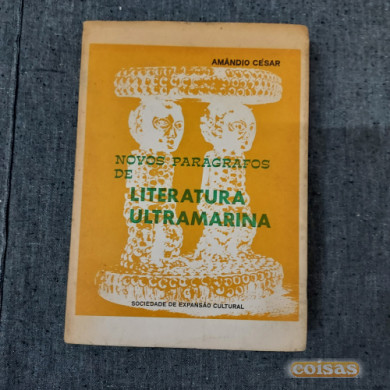 AMÂNDIO CÉSAR
NOVOS PARÁGRAFOS
DE
LITERATURA
ULTRAMARINA
SOCIEDADE DE EXPANSÃO CULTURAL
coisas